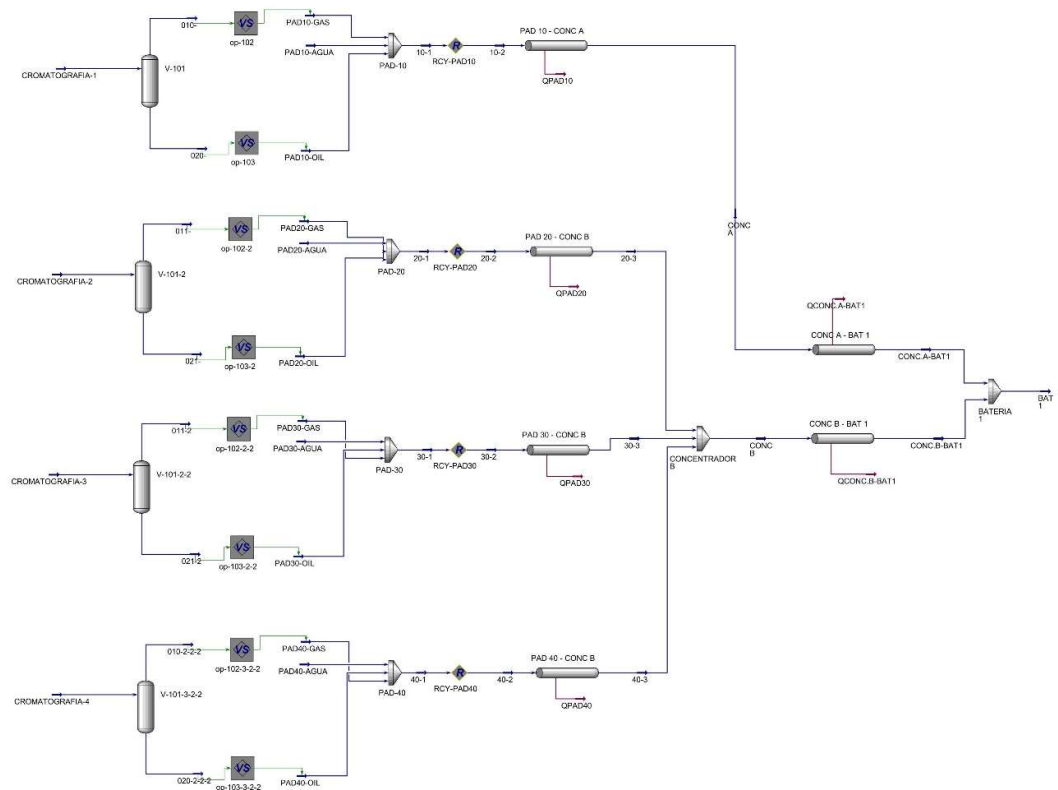 010-
VS
op-102
PAD10-GAS
PAD10-AGUA
PAD-10
10-1
R
RCY-PAD10
10-2
PAD 10 - CONC A
QPAD10
CROMATOGRAFIA-1
V-101
020-
VS
op-103
PAD10-OIL
CONC
A
011-
VS
op-102-2
PAD20-GAS
PAD20-AGUA
PAD-20
20-1
R
RCY-PAD20
20-2
PAD 20 - CONC B
20-3
QPAD20
CROMATOGRAFIA-2
V-101-2
021-
VS
op-103-2
PAD20-OIL
QCONC.A-BAT1
CONC A - BAT 1
CONC.A-BAT1
BATERIA
1
BAT
1
011-2
VS
op-102-2-2
PAD30-GAS
PAD30-AGUA
PAD-30
30-1
R
RCY-PAD30
30-2
PAD 30 - CONC B
30-3
QPAD30
CONCENTRADOR
B
CONC
B
CONC B - BAT 1
CONC.B-BAT1
QCONC.B-BAT1
CROMATOGRAFIA-3
V-101-2-2
021-2
VS
op-103-2-2
PAD30-OIL
010-2-2-2
VS
op-102-3-2-2
PAD40-GAS
PAD40-AGUA
PAD-40
40-1
R
RCY-PAD40
40-2
PAD 40 - CONC B
40-3
QPAD40
CROMATOGRAFIA-4
V-101-3-2-2
020-2-2-2
VS
op-103-3-2-2
PAD40-OIL